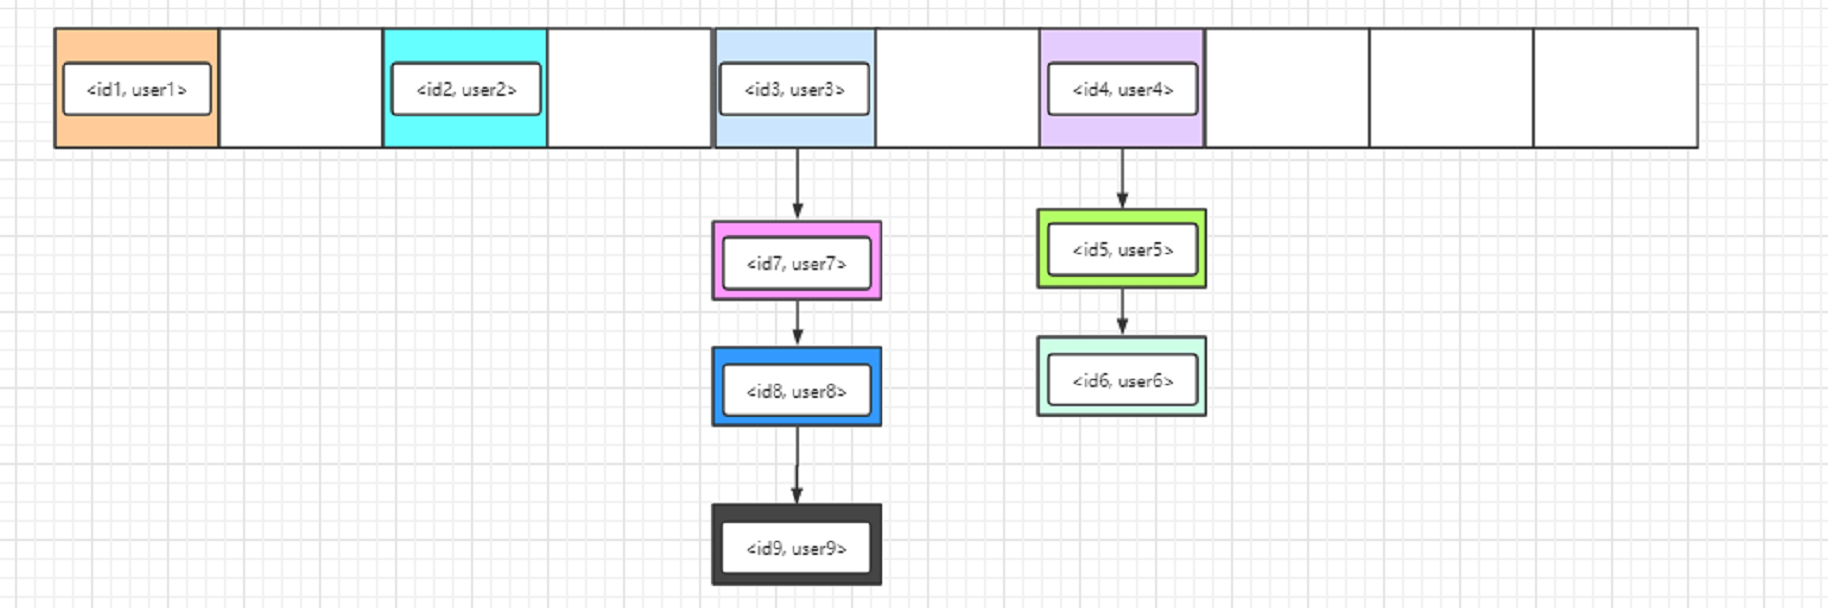 <id1, user1>
<id2, user2>
<id3, user3>
<id4, user4>
<id7, user7>
<id5, user5>
<id8, user8>
<id6, user6>
<id9, user9>